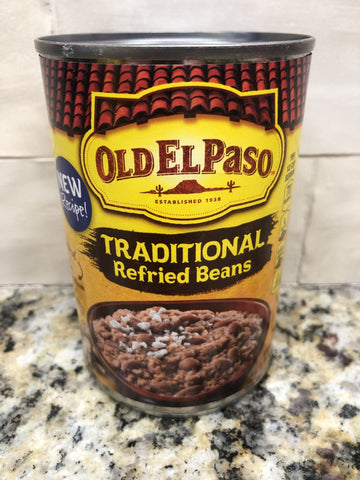 OLD EL PASO
ESTABLISHED 1938
NEW
Recipe!
TRADITIONAL
Refried Beans